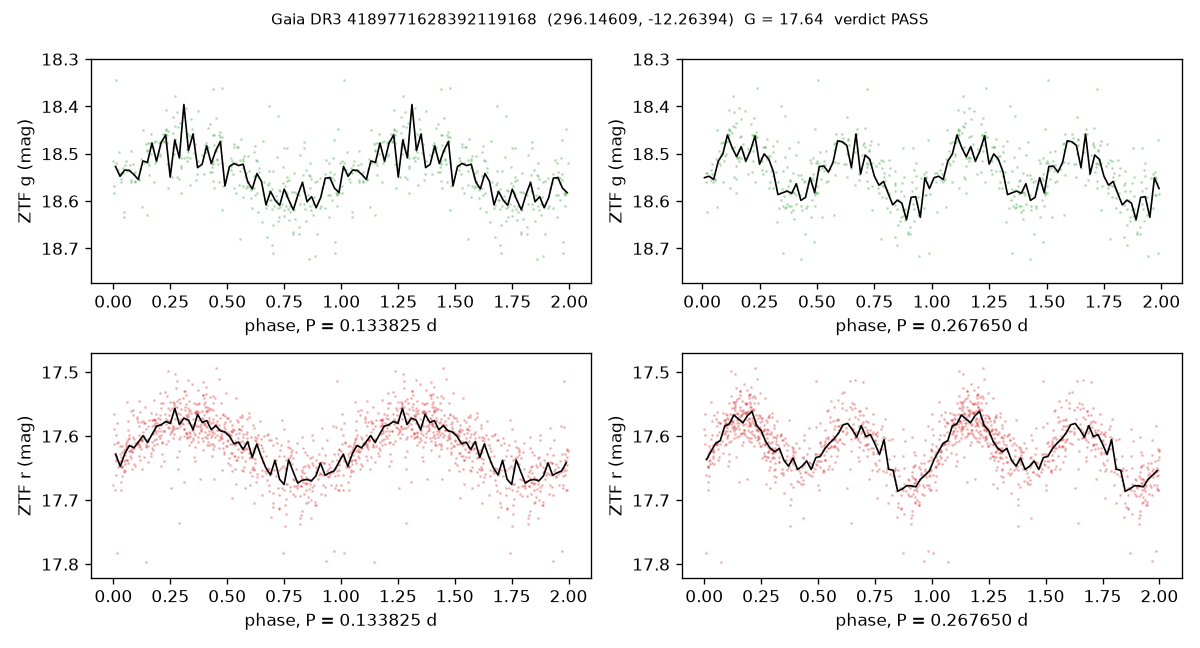 Gaia DR3 4189771628392119168 (296.14609, -12.26394) G = 17.64 verdict PASS
18.3
18.4
18.5
18.6
18.7
ZTF g (mag)
0.00 0.25 0.50 0.75 1.00 1.25 1.50 1.75 2.00
phase, P = 0.133825 d
18.3
18.4
18.5
18.6
18.7
ZTF g (mag)
0.00 0.25 0.50 0.75 1.00 1.25 1.50 1.75 2.00
phase, P = 0.267650 d
17.5
17.6
17.7
17.8
ZTF r (mag)
0.00 0.25 0.50 0.75 1.00 1.25 1.50 1.75 2.00
phase, P = 0.133825 d
17.5
17.6
17.7
17.8
ZTF r (mag)
0.00 0.25 0.50 0.75 1.00 1.25 1.50 1.75 2.00
phase, P = 0.267650 d